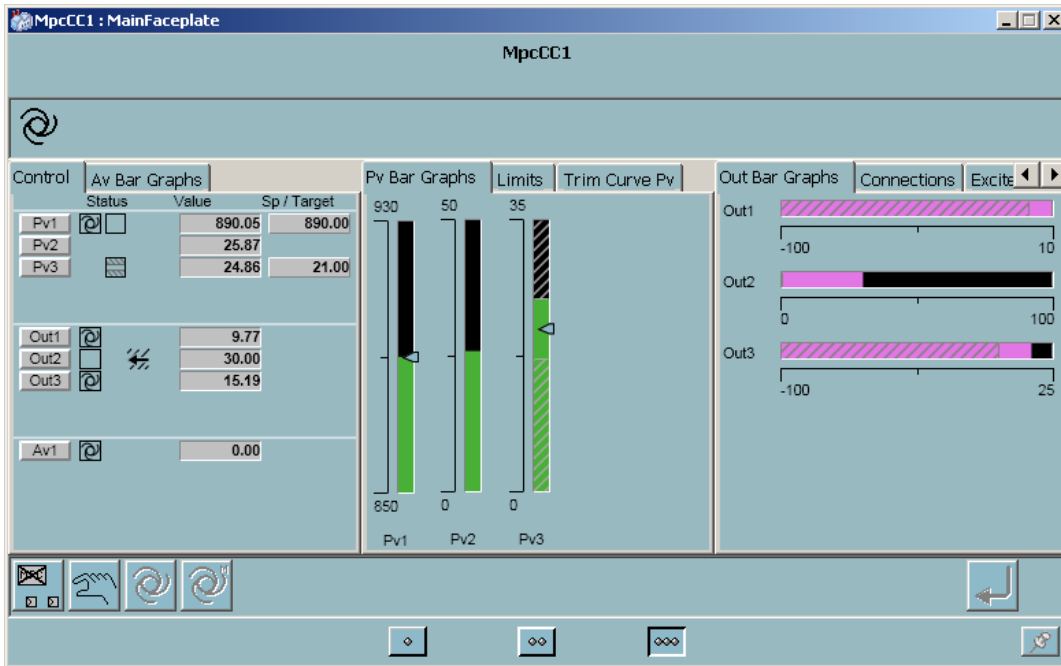 MpcCC1 : MainFaceplate
MpcCC1
Control Av Bar Graphs
Status Value Sp / Target
Pv1 890.05 890.00
Pv2 25.87
Pv3 24.86 21.00
Out1 9.77
Out2 30.00
Out3 15.19
Av1 0.00
Pv Bar Graphs Limits Trim Curve Pv
930 50 35
850 0 0
Pv1 Pv2 Pv3
Out Bar Graphs Connections Excite
Out1
-100 10
Out2
0 100
Out3
-100 25